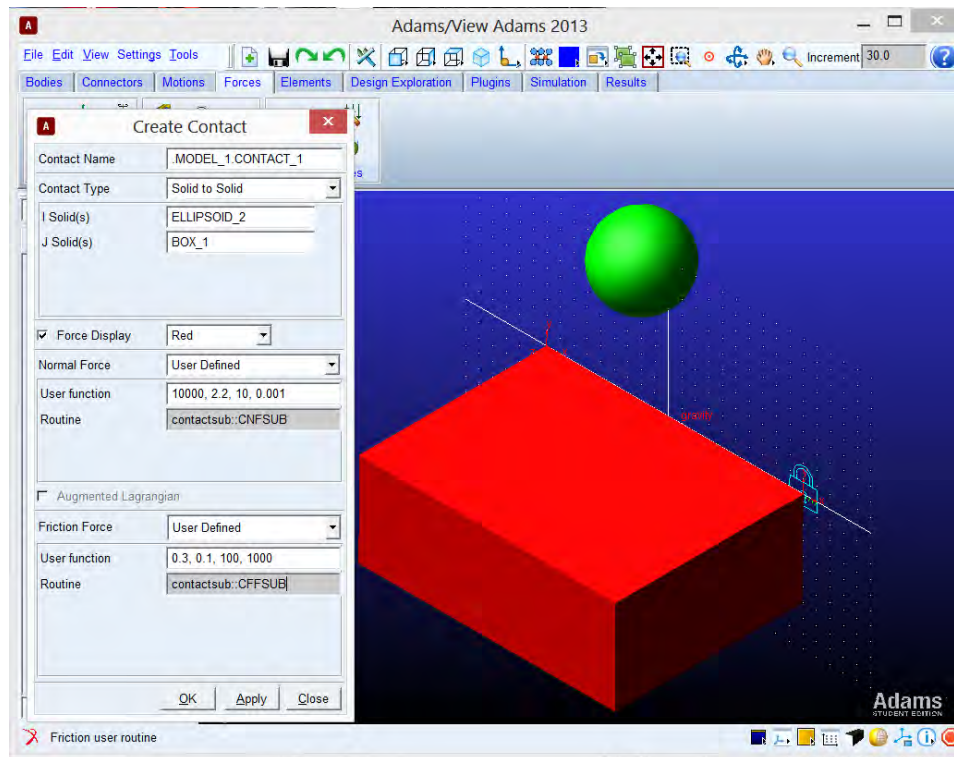 Adams/View Adams 2013
File Edit View Settings Tools
Increment 30.0
Bodies Connectors Motions Forces Elements Design Exploration Plugins Simulation Results
A Create Contact
Contact Name .MODEL_1.CONTACT_1
Contact Type Solid to Solid
I Solid(s) ELLIPSOID_2
J Solid(s) BOX_1
Force Display Red
Normal Force User Defined
User function 10000, 2.2, 10, 0.001
Routine contactsub::CNFSUB
Augmented Lagrangian
Friction Force User Defined
User function 0.3, 0.1, 100, 1000
Routine contactsub::CFFSUB
OK Apply Close
gravity
Adams
STUDENT EDITION
Friction user routine